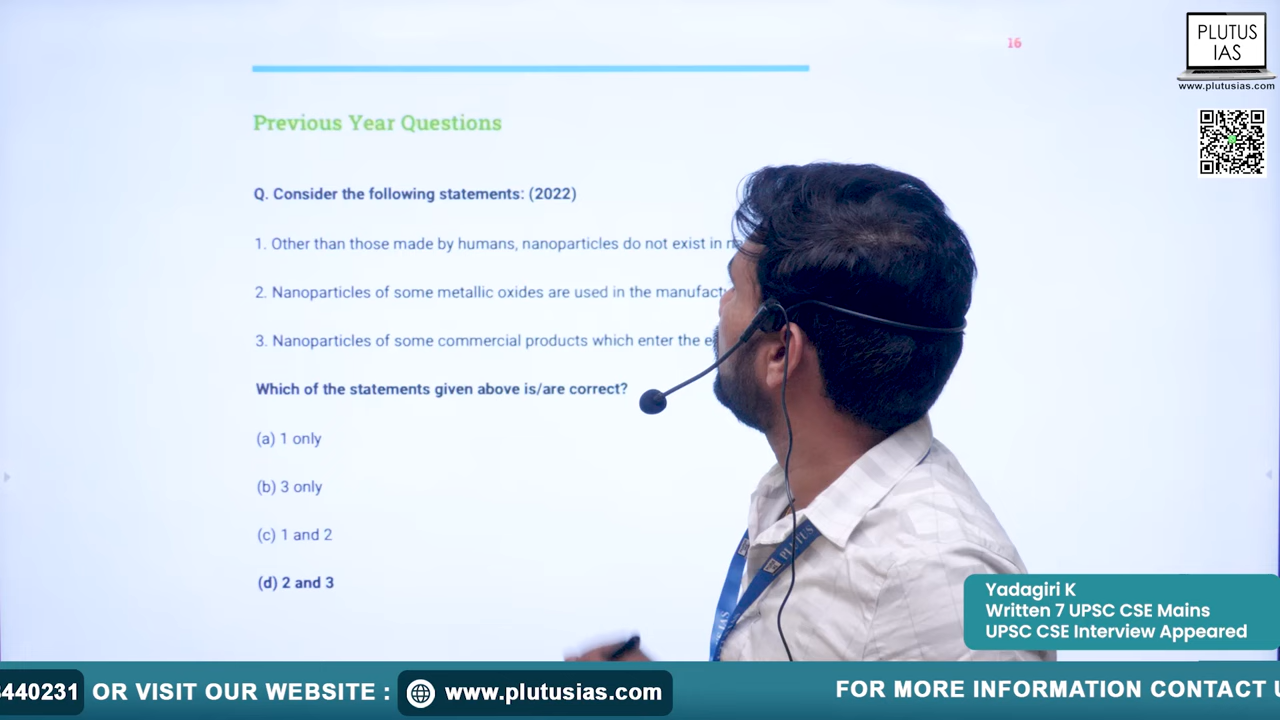 16
PLUTUS
IAS
www.plutusias.com
Previous Year Questions
Q. Consider the following statements: (2022)
1. Other than those made by humans, nanoparticles do not exist in
2. Nanoparticles of some metallic oxides are used in the
3. Nanoparticles of some commercial products which enter the
Which of the statements given above is/are correct?
(a) 1 only
(b) 3 only
(c) 1 and 2
(d) 2 and 3
PLUTUS
IAS
Yadagiri K
Written 7 UPSC CSE Mains
UPSC CSE Interview Appeared
440231 OR VISIT OUR WEBSITE : www.plutusias.com FOR MORE INFORMATION CONTACT